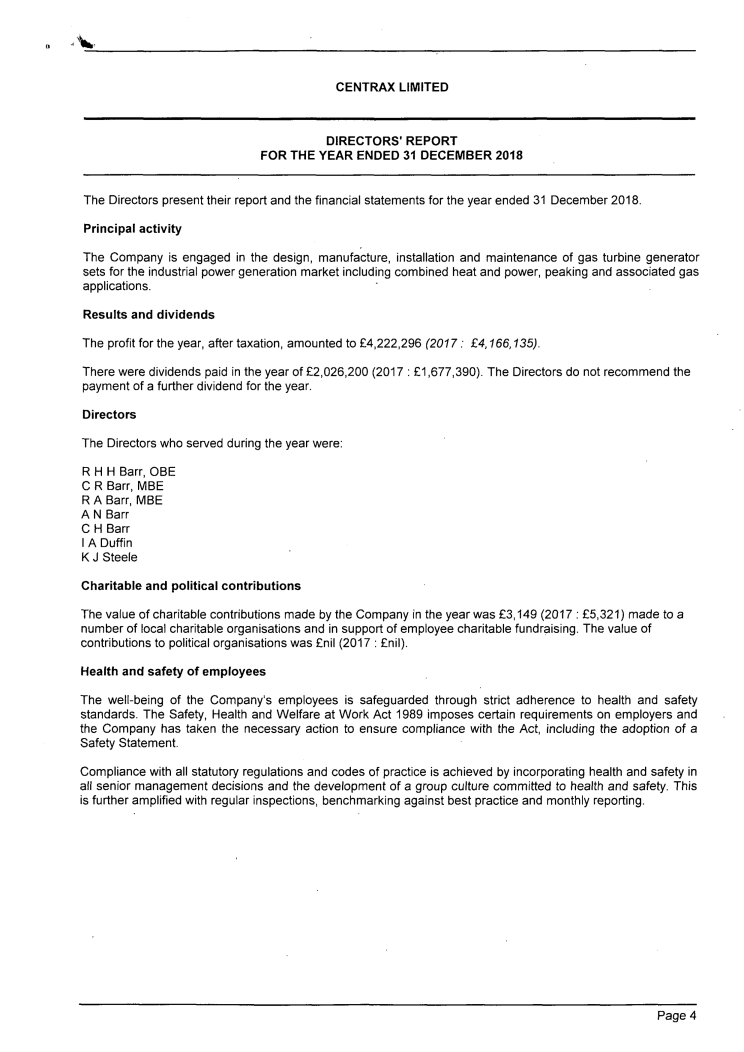 CENTRAX LIMITED
DIRECTORS' REPORT
FOR THE YEAR ENDED 31 DECEMBER 2018
The Directors present their report and the financial statements for the year ended 31 December 2018.
Principal activity
The Company is engaged in the design, manufacture, installation and maintenance of gas turbine generator
sets for the industrial power generation market including combined heat and power, peaking and associated gas
applications.
Results and dividends
The profit for the year, after taxation, amounted to £4,222,296 (2017 : £4,166,135).
There were dividends paid in the year of £2,026,200 (2017 : £1,677,390). The Directors do not recommend the
payment of a further dividend for the year.
Directors
The Directors who served during the year were:
R H H Barr, OBE
C R Barr, MBE
R A Barr, MBE
A N Barr
C H Barr
I A Duffin
K J Steele
Charitable and political contributions
The value of charitable contributions made by the Company in the year was £3,149 (2017 : £5,321) made to a
number of local charitable organisations and in support of employee charitable fundraising. The value of
contributions to political organisations was £nil (2017 : £nil).
Health and safety of employees
The well-being of the Company's employees is safeguarded through strict adherence to health and safety
standards. The Safety, Health and Welfare at Work Act 1989 imposes certain requirements on employers and
the Company has taken the necessary action to ensure compliance with the Act, including the adoption of a
Safety Statement.
Compliance with all statutory regulations and codes of practice is achieved by incorporating health and safety in
all senior management decisions and the development of a group culture committed to health and safety. This
is further amplified with regular inspections, benchmarking against best practice and monthly reporting.
Page 4